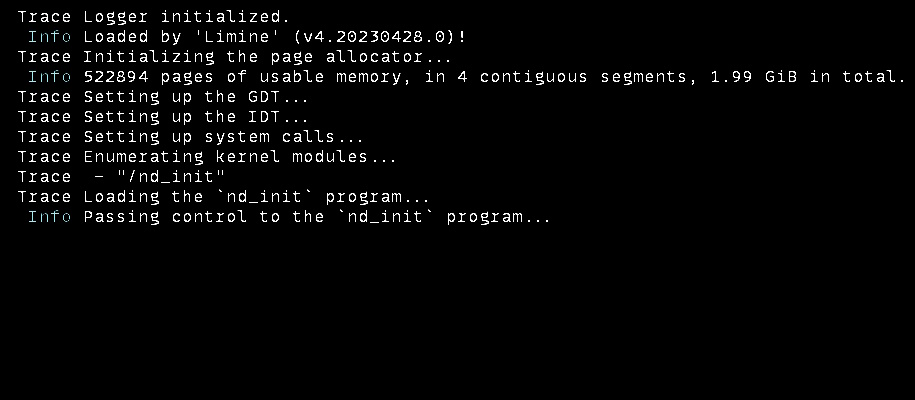 Trace Logger initialized.
Info Loaded by 'Limine' (v4.20230428.0)!
Trace Initializing the page allocator...
Info 522894 pages of usable memory, in 4 contiguous segments, 1.99 GiB in total.
Trace Setting up the GDT...
Trace Setting up the IDT...
Trace Setting up system calls...
Trace Enumerating kernel modules...
Trace  - "/nd_init"
Trace Loading the `nd_init` program...
Info Passing control to the `nd_init` program...